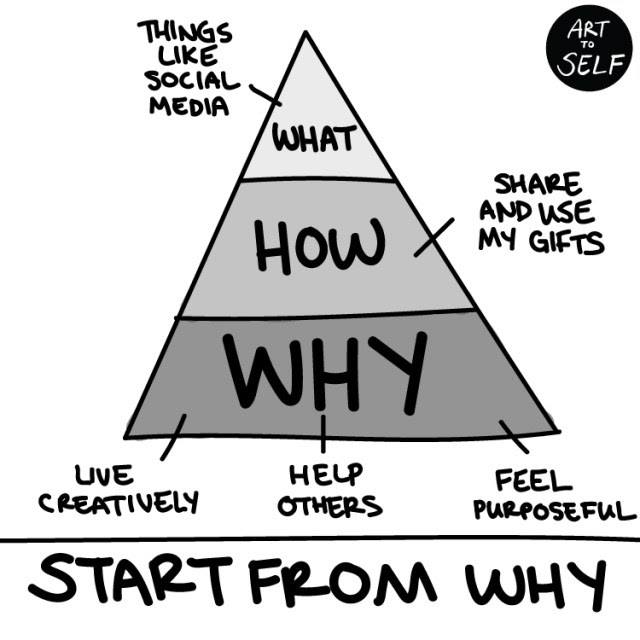 ART
TO
SELF
THINGS
LIKE
SOCIAL
MEDIA
WHAT
SHARE
AND USE
MY GIFTS
HOW
WHY
LIVE
CREATIVELY
HELP
OTHERS
FEEL
PURPOSEFUL
START FROM WHY